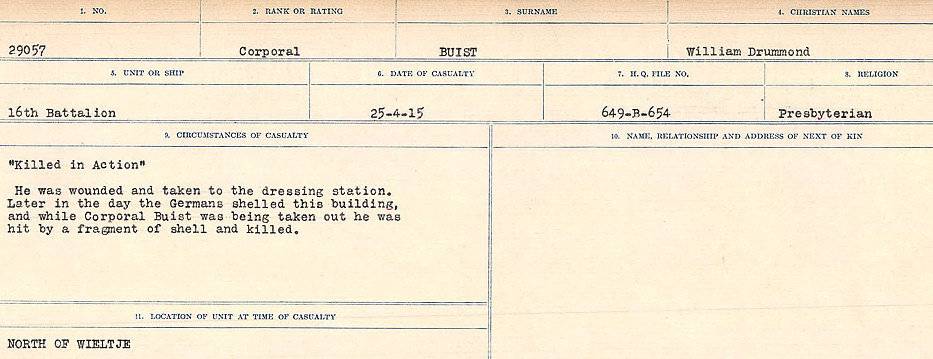 1. NO. 2. RANK OR RATING 3. SURNAME 4. CHRISTIAN NAMES
29057 Corporal BUIST William Drummond
5. UNIT OR SHIP 6. DATE OF CASUALTY 7. H.Q. FILE NO. 8. RELIGION
16th Battalion 25-4-15 649-B-654 Presbyterian
9. CIRCUMSTANCES OF CASUALTY 10. NAME, RELATIONSHIP AND ADDRESS OF NEXT OF KIN
"Killed in Action"
He was wounded and taken to the dressing station.
Later in the day the Germans shelled this building,
and while Corporal Buist was being taken out he was
hit by a fragment of shell and killed.
11. LOCATION OF UNIT AT TIME OF CASUALTY
NORTH OF WIELTJE